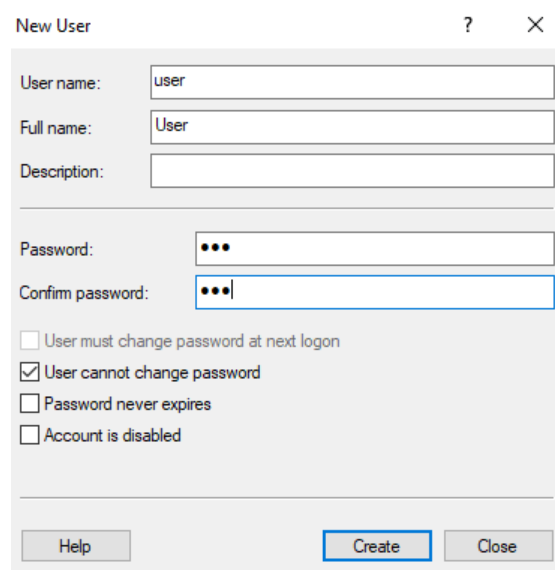 New User ?
User name: user
Full name: User
Description:
Password: ●●●
Confirm password: ●●●
User must change password at next logon
User cannot change password
Password never expires
Account is disabled
Help Create Close